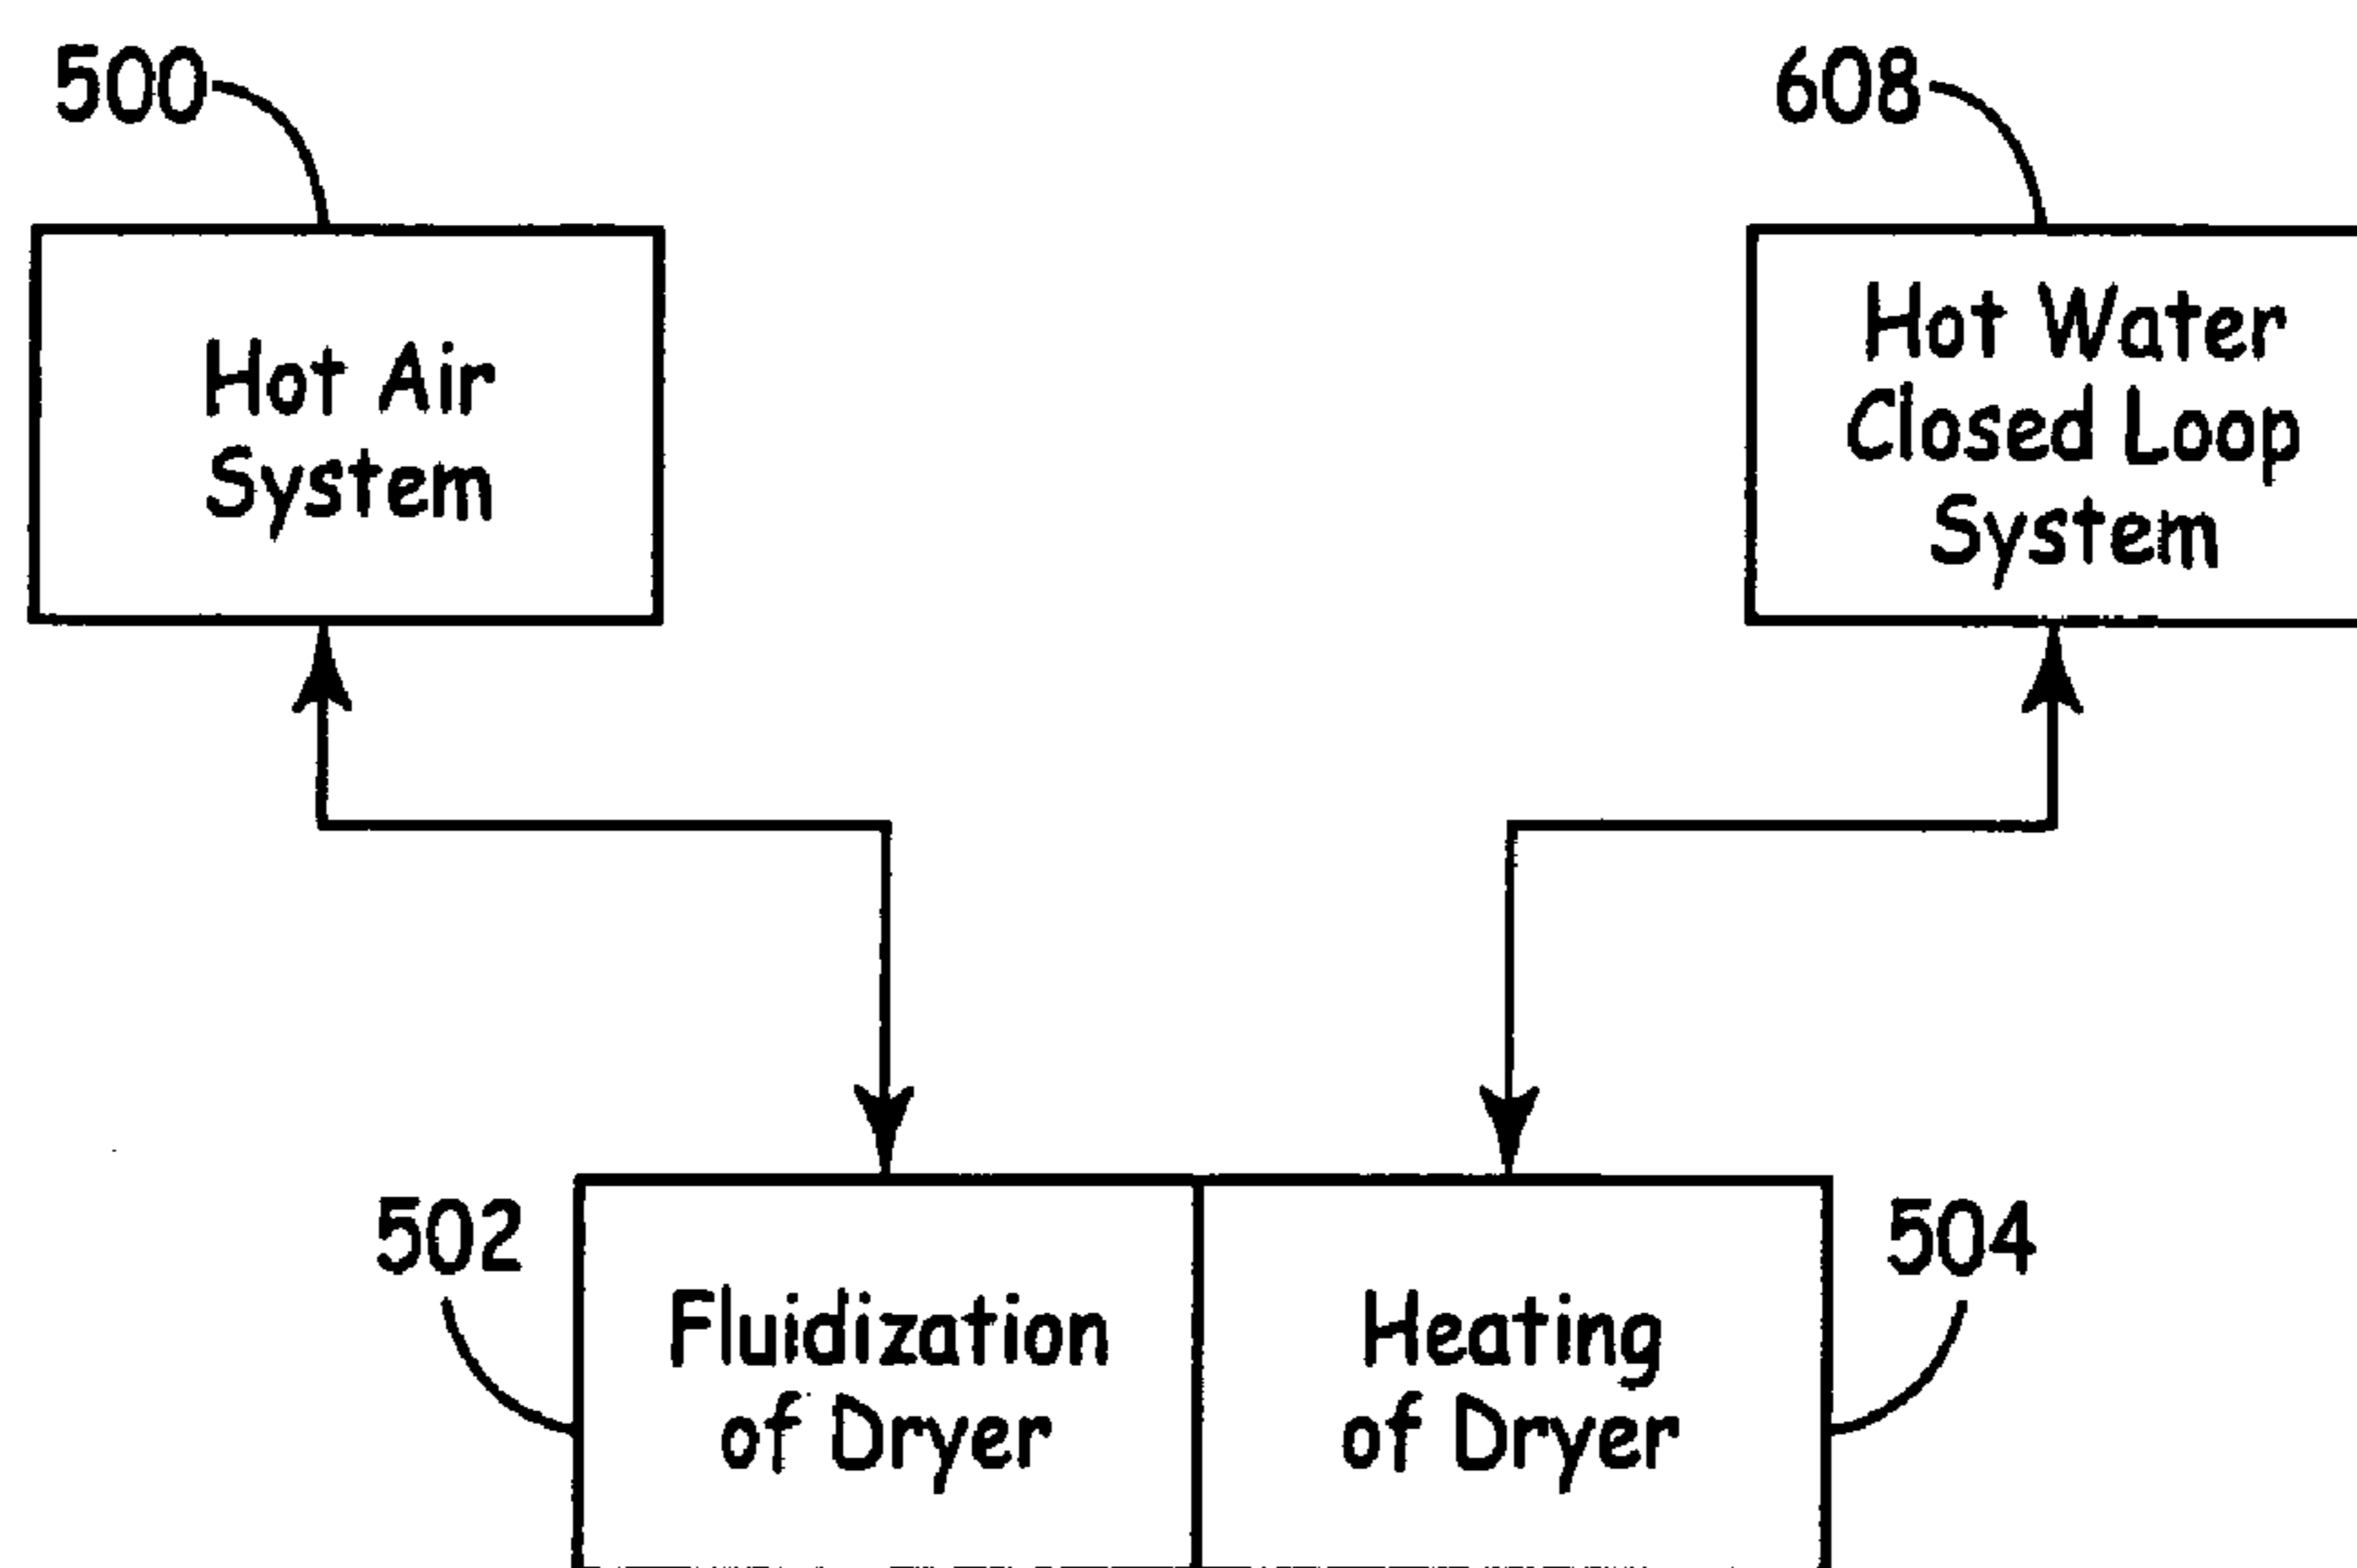 500
608
Hot Air
System
Hot Water
Closed Loop
System
502
504
Fluidization
of Dryer
Heating
of Dryer